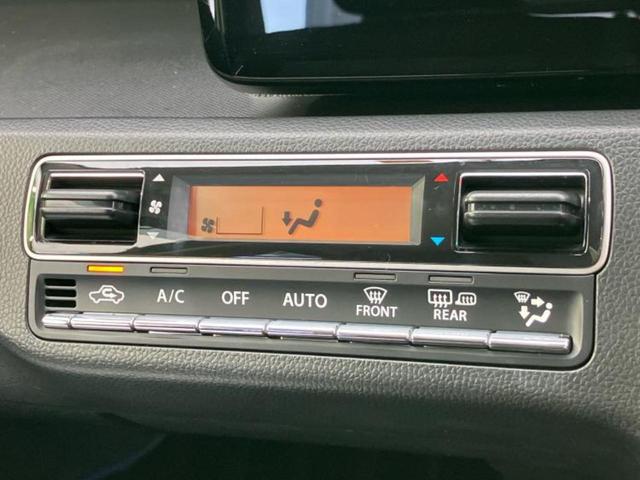 A/C OFF AUTO FRONT REAR